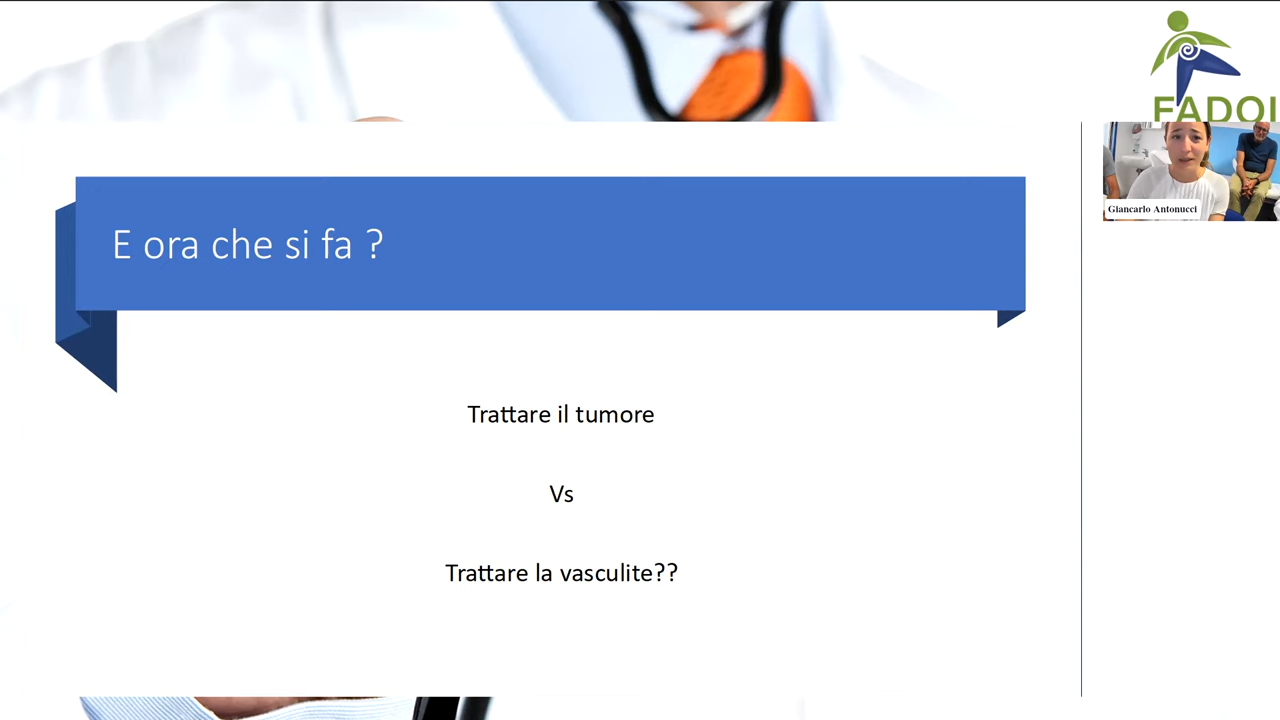 FADOI
Giancarlo Antonucci
E ora che si fa ?
Trattare il tumore
Vs
Trattare la vasculite??